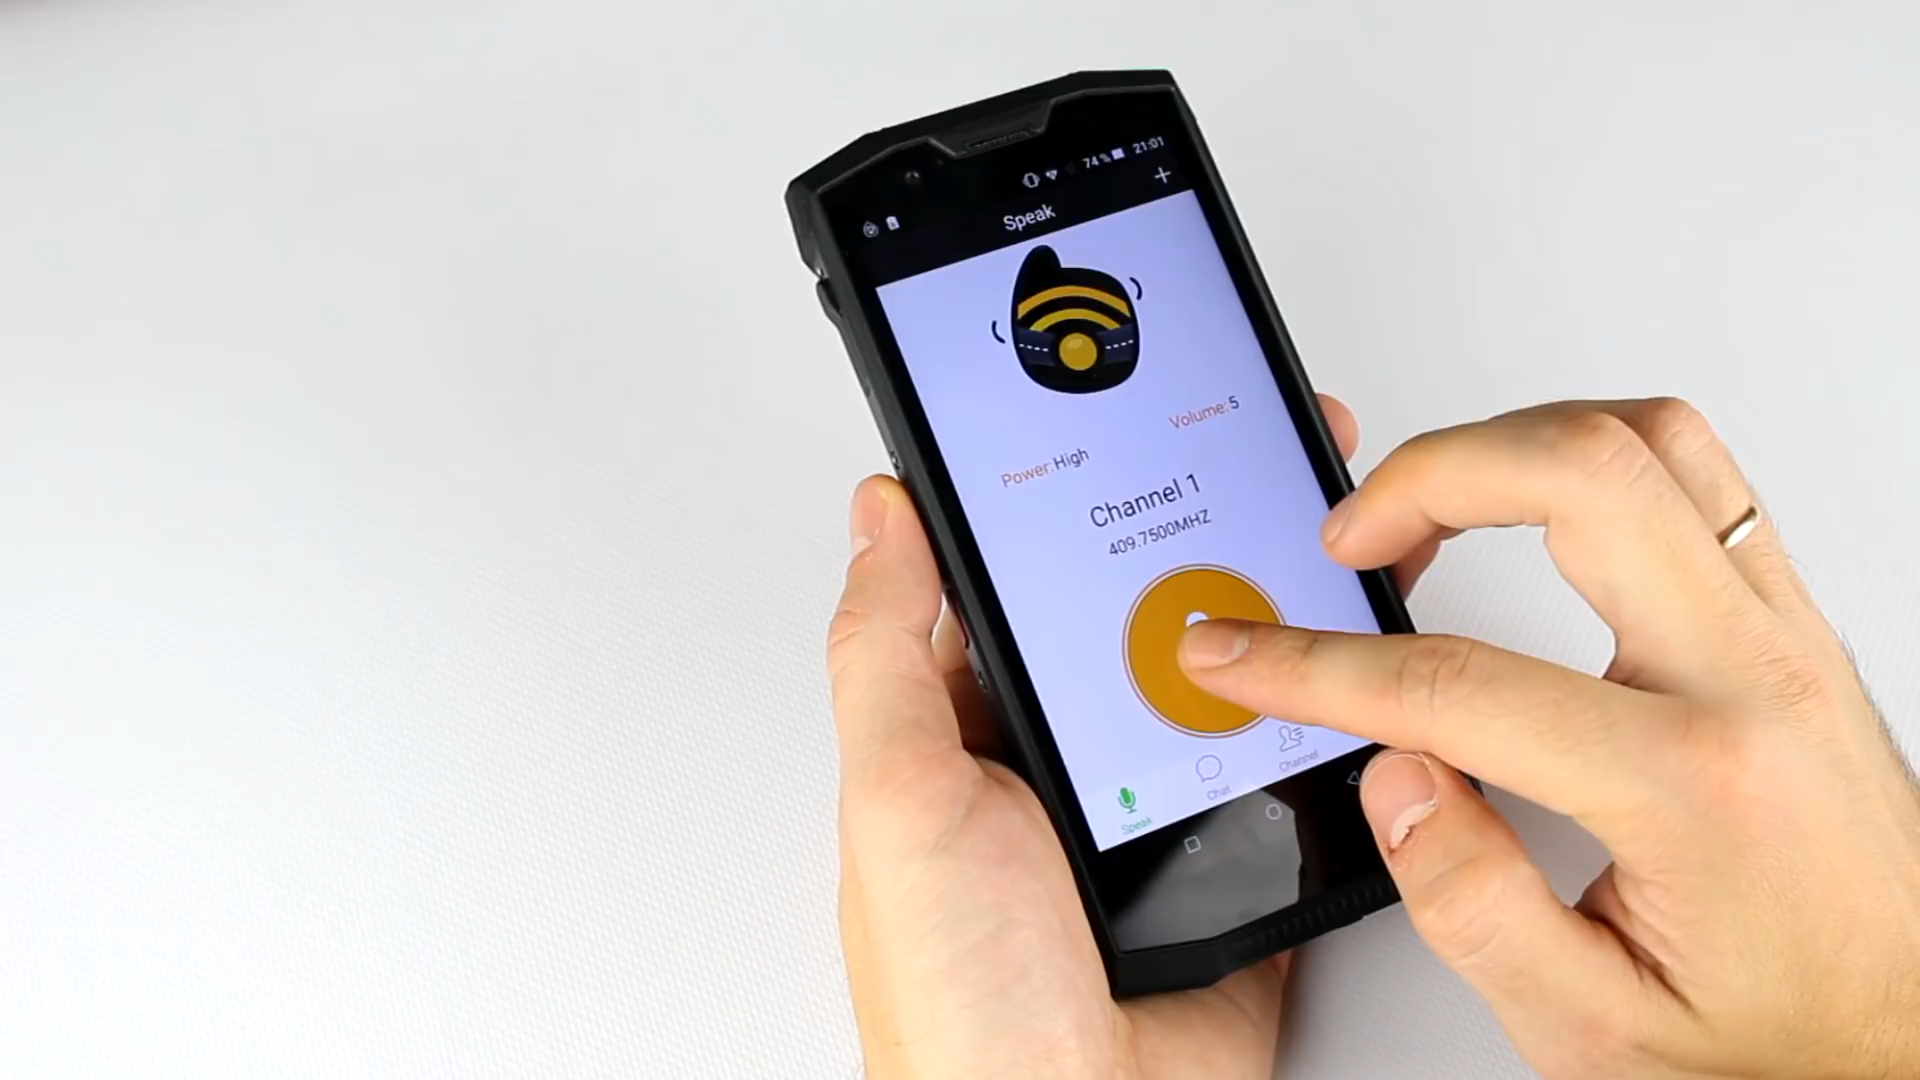 74% 21:01
Speak
Volume:5
Power:High
Channel 1
409.7500MHZ
Speak
Chat
Channel